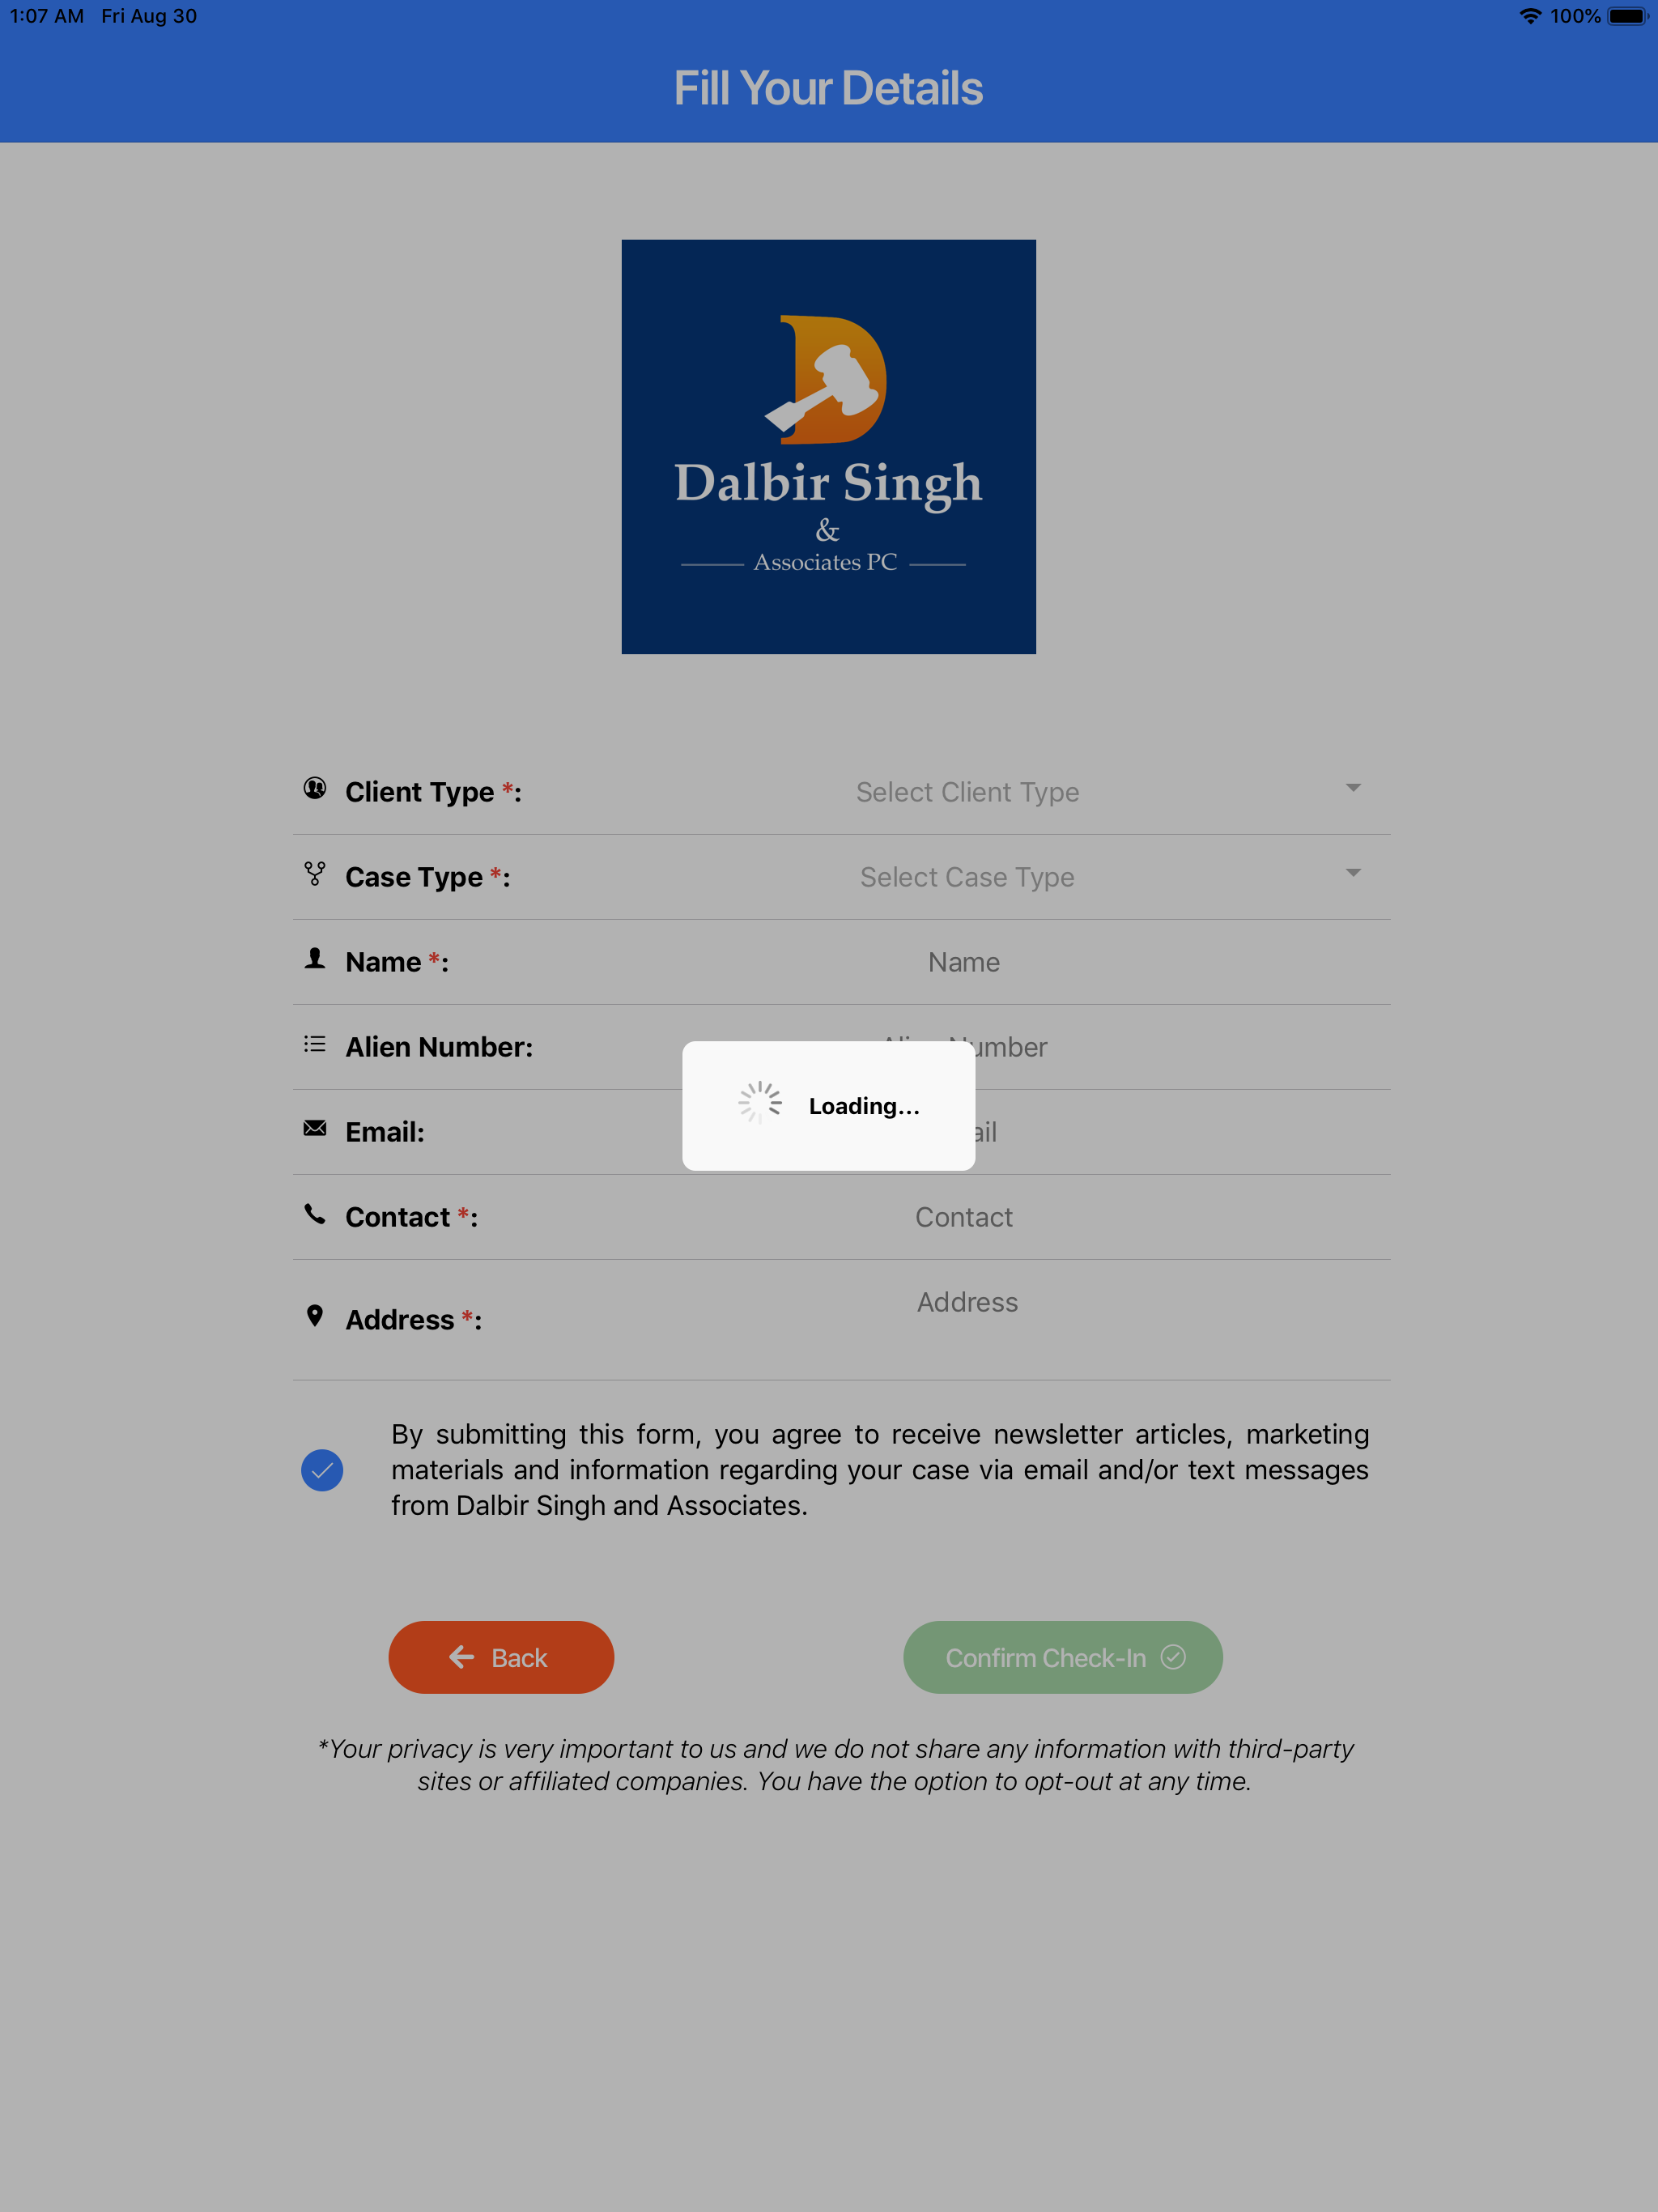 1:07 AM Fri Aug 30 100%
Fill Your Details
Dalbir Singh
&
Associates PC
Client Type *: Select Client Type
Case Type *: Select Case Type
Name *: Name
Alien Number: Number
Email:
Contact *: Contact
Address *: Address
Loading...
By submitting this form, you agree to receive newsletter articles, marketing
materials and information regarding your case via email and/or text messages
from Dalbir Singh and Associates.
Back Confirm Check-In
*Your privacy is very important to us and we do not share any information with third-party
sites or affiliated companies. You have the option to opt-out at any time.